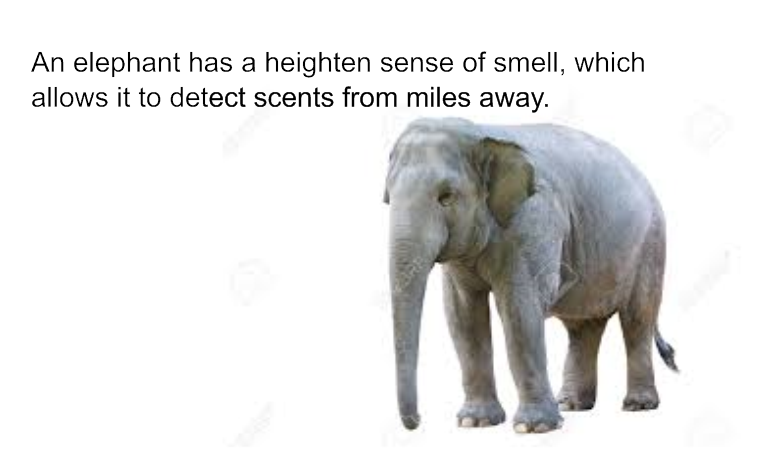 An elephant has a heighten sense of smell, which
allows it to detect scents from miles away.